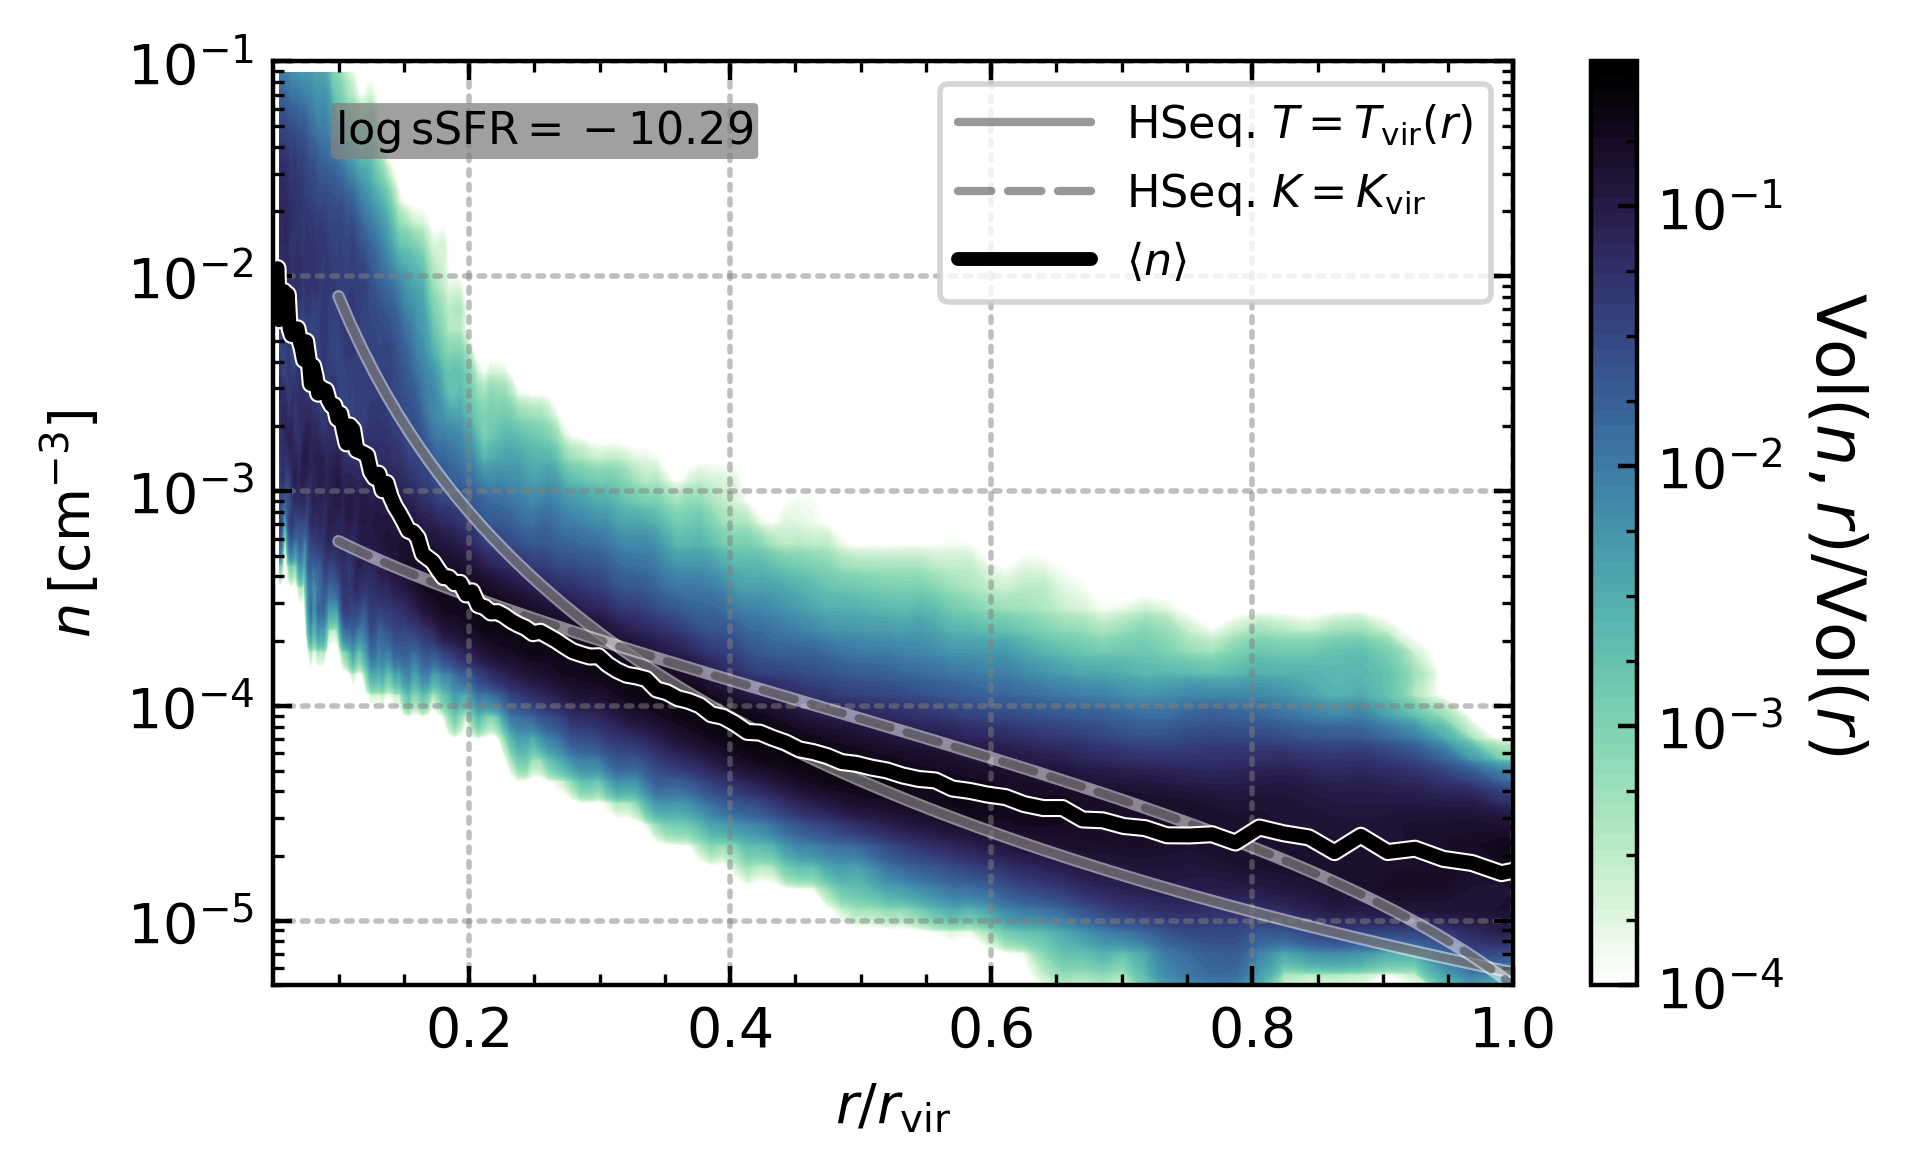 10⁻¹
10⁻²
10⁻³
10⁻⁴
10⁻⁵
n [cm⁻³]
log sSFR = − 10.29
HSeq. T = T_vir(r)
HSeq. K = K_vir
⟨n⟩
0.2 0.4 0.6 0.8 1.0
r/r_vir
10⁻¹
10⁻²
10⁻³
10⁻⁴
Vol(n, r)/Vol(r)